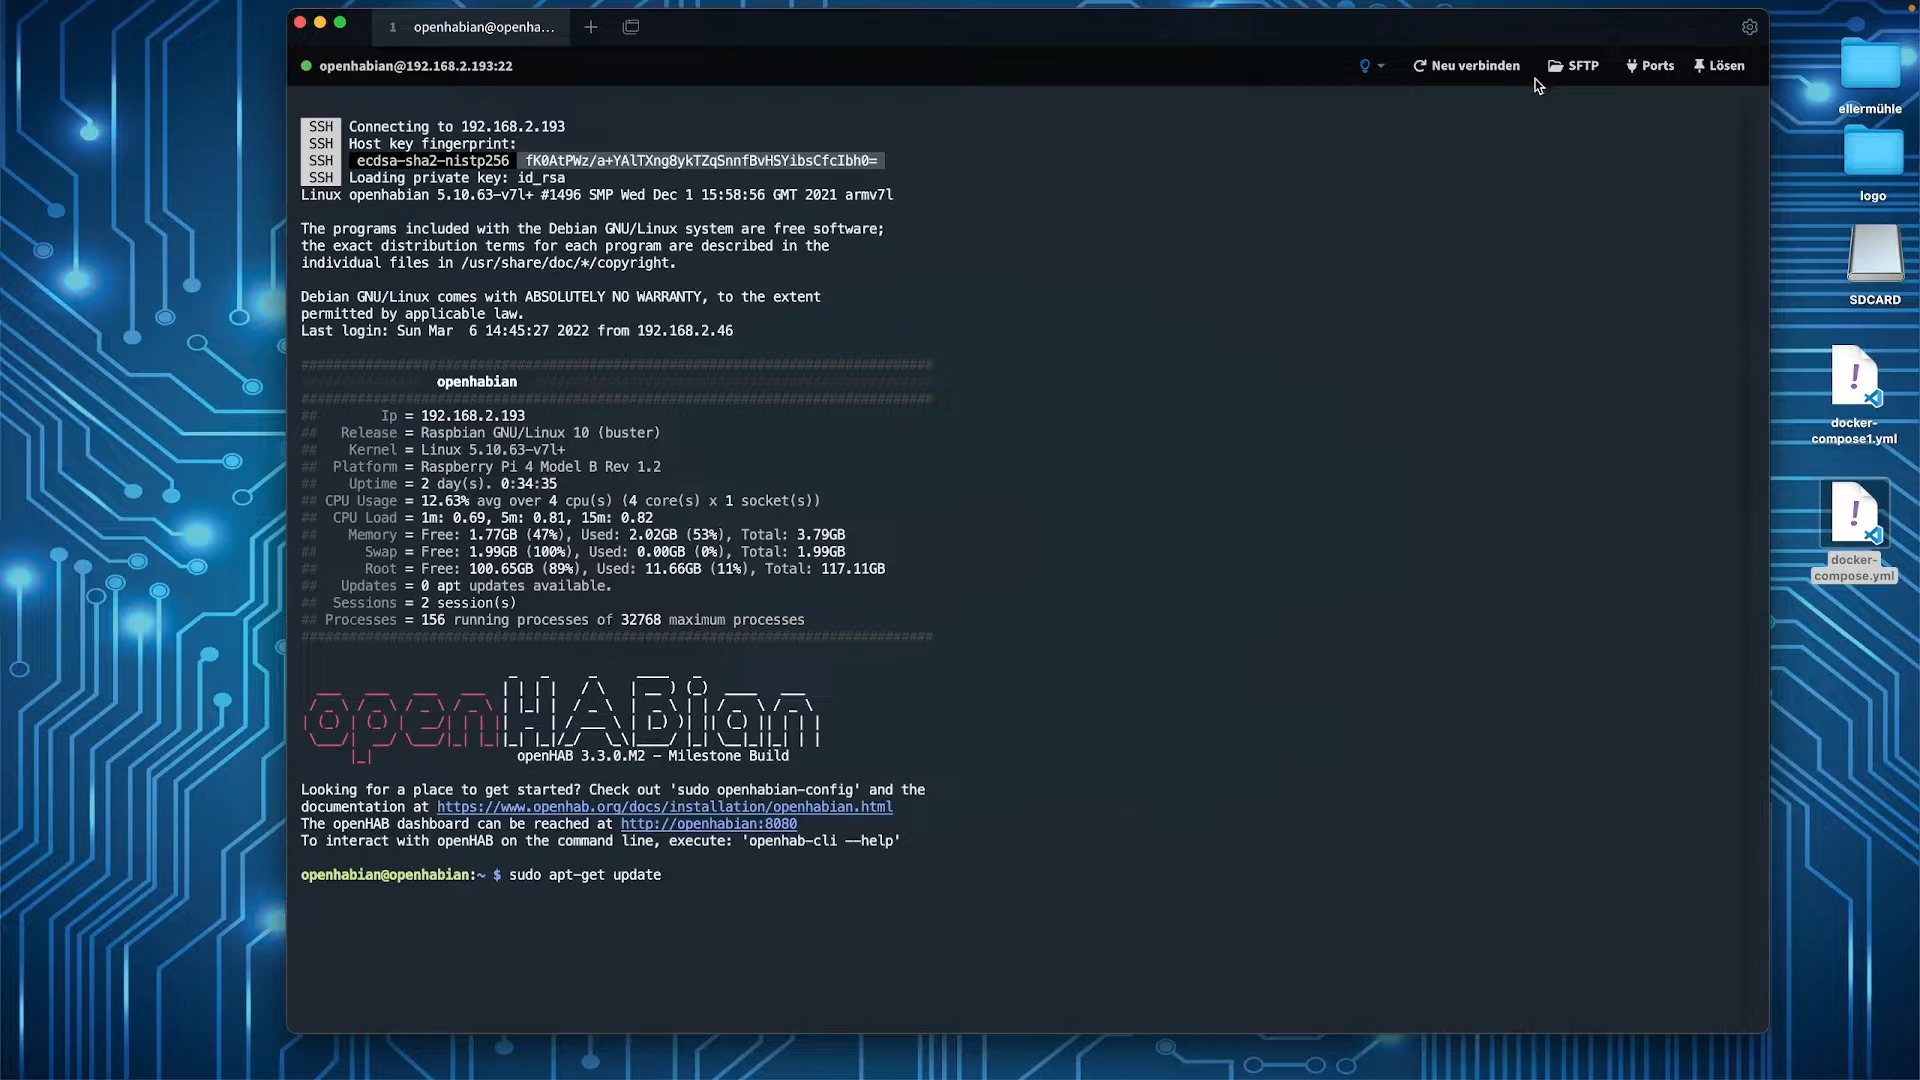 1 openhabian@openha...
openhabian@192.168.2.193:22
Neu verbinden
SFTP
Ports
Lösen
SSH Connecting to 192.168.2.193
SSH Host key fingerprint:
SSH ecdsa-sha2-nistp256 fK0AtPWz/a+YAlTXng8ykTZqSnnfBvHSYibsCfcIbh0=
SSH Loading private key: id_rsa
Linux openhabian 5.10.63-v7l+ #1496 SMP Wed Dec 1 15:58:56 GMT 2021 armv7l
The programs included with the Debian GNU/Linux system are free software;
the exact distribution terms for each program are described in the
individual files in /usr/share/doc/*/copyright.
Debian GNU/Linux comes with ABSOLUTELY NO WARRANTY, to the extent
permitted by applicable law.
Last login: Sun Mar  6 14:45:27 2022 from 192.168.2.46
###############################################################################
openhabian
###############################################################################
## Ip = 192.168.2.193
## Release = Raspbian GNU/Linux 10 (buster)
## Kernel = Linux 5.10.63-v7l+
## Platform = Raspberry Pi 4 Model B Rev 1.2
## Uptime = 2 day(s). 0:34:35
## CPU Usage = 12.63% avg over 4 cpu(s) (4 core(s) x 1 socket(s))
## CPU Load = 1m: 0.69, 5m: 0.81, 15m: 0.82
## Memory = Free: 1.77GB (47%), Used: 2.02GB (53%), Total: 3.79GB
## Swap = Free: 1.99GB (100%), Used: 0.00GB (0%), Total: 1.99GB
## Root = Free: 100.65GB (89%), Used: 11.66GB (11%), Total: 117.11GB
## Updates = 0 apt updates available.
## Sessions = 2 session(s)
## Processes = 156 running processes of 32768 maximum processes
###############################################################################
openHABian
openHAB 3.3.0.M2 – Milestone Build
Looking for a place to get started? Check out 'sudo openhabian-config' and the
documentation at https://www.openhab.org/docs/installation/openhabian.html
The openHAB dashboard can be reached at http://openhabian:8080
To interact with openHAB on the command line, execute: 'openhab-cli --help'
openhabian@openhabian:~ $ sudo apt-get update
ellermühle
logo
SDCARD
docker-
compose1.yml
docker-
compose.yml